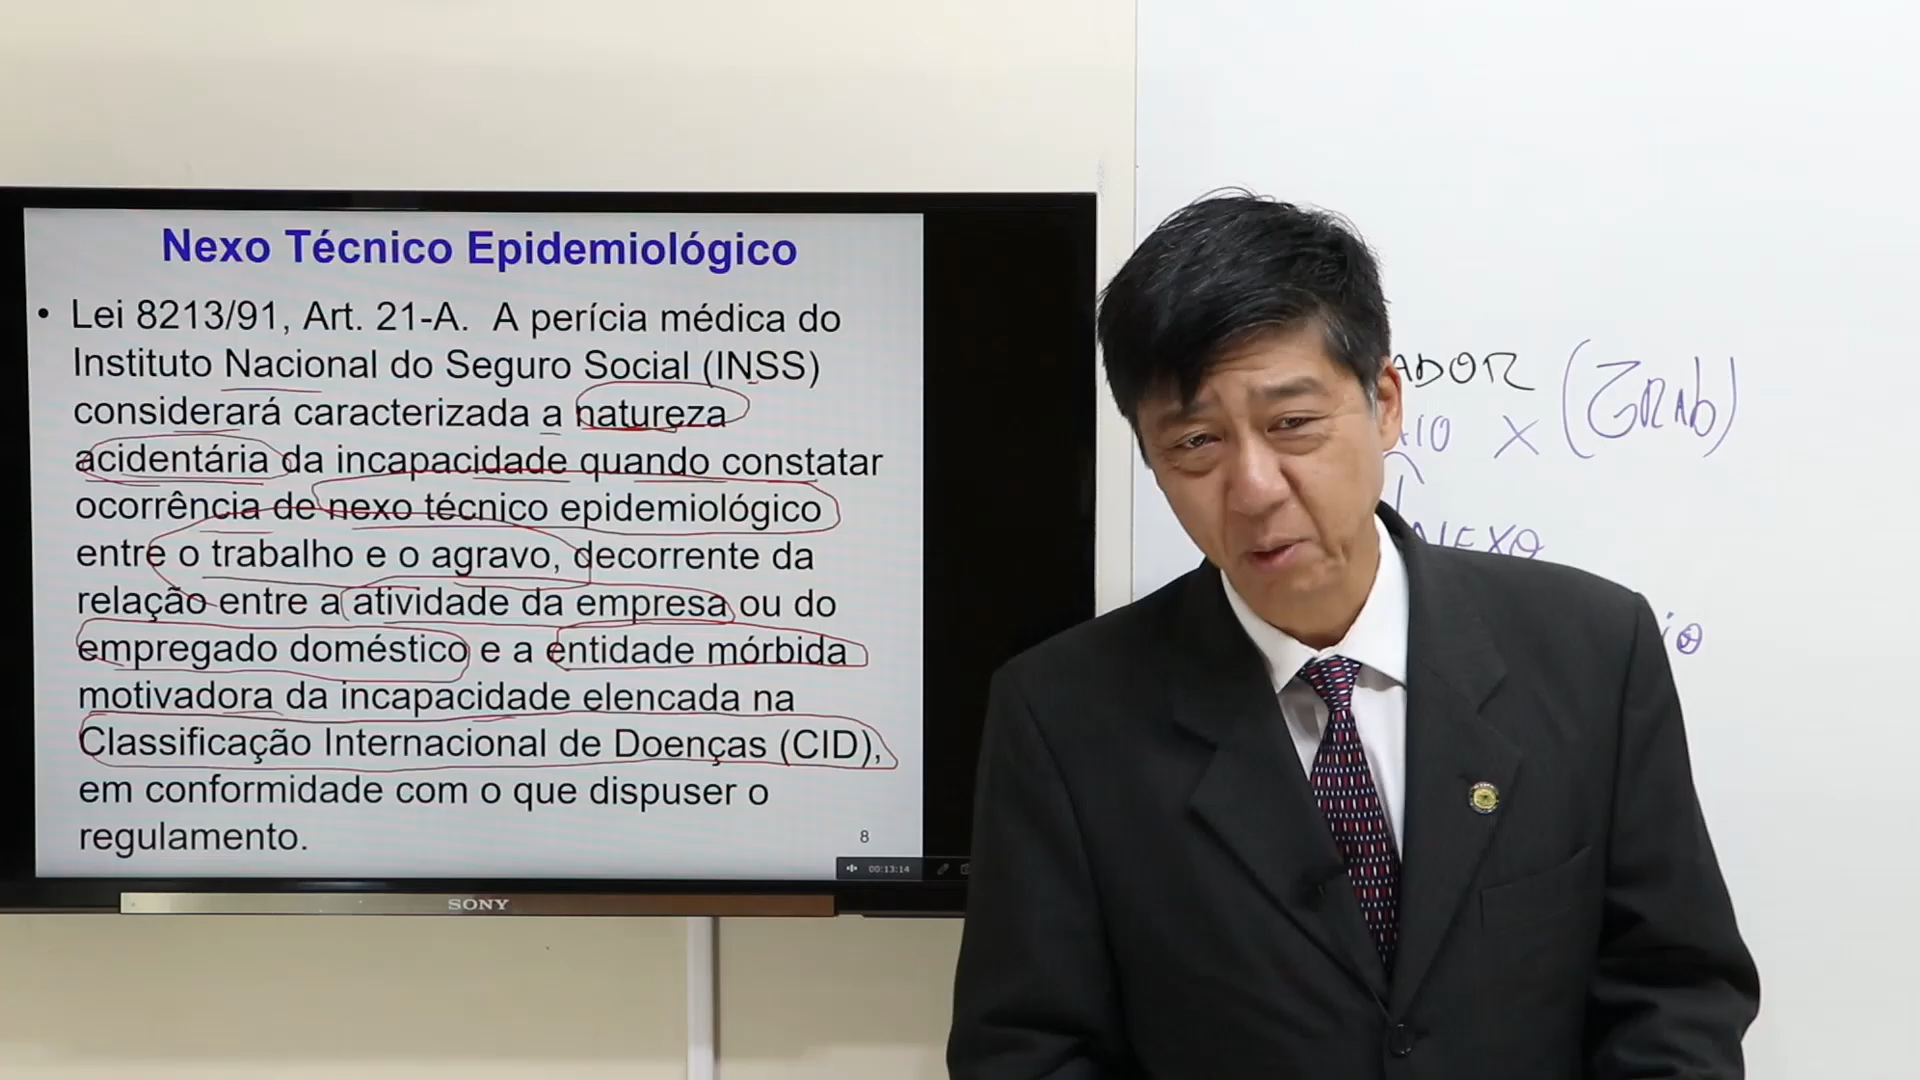 Nexo Técnico Epidemiológico
• Lei 8213/91, Art. 21-A. A perícia médica do
Instituto Nacional do Seguro Social (INSS)
considerará caracterizada a natureza
acidentária da incapacidade quando constatar
ocorrência de nexo técnico epidemiológico
entre o trabalho e o agravo, decorrente da
relação entre a atividade da empresa ou do
empregado doméstico e a entidade mórbida
motivadora da incapacidade elencada na
Classificação Internacional de Doenças (CID),
em conformidade com o que dispuser o
regulamento.
8
00:13:14
SONY
ADOR
X (TRAb)
NEXO